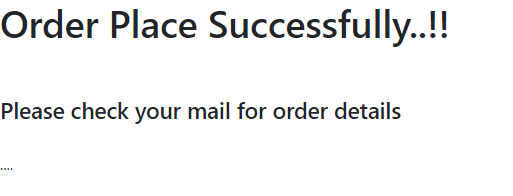 Order Place Successfully..!!
Please check your mail for order details
....